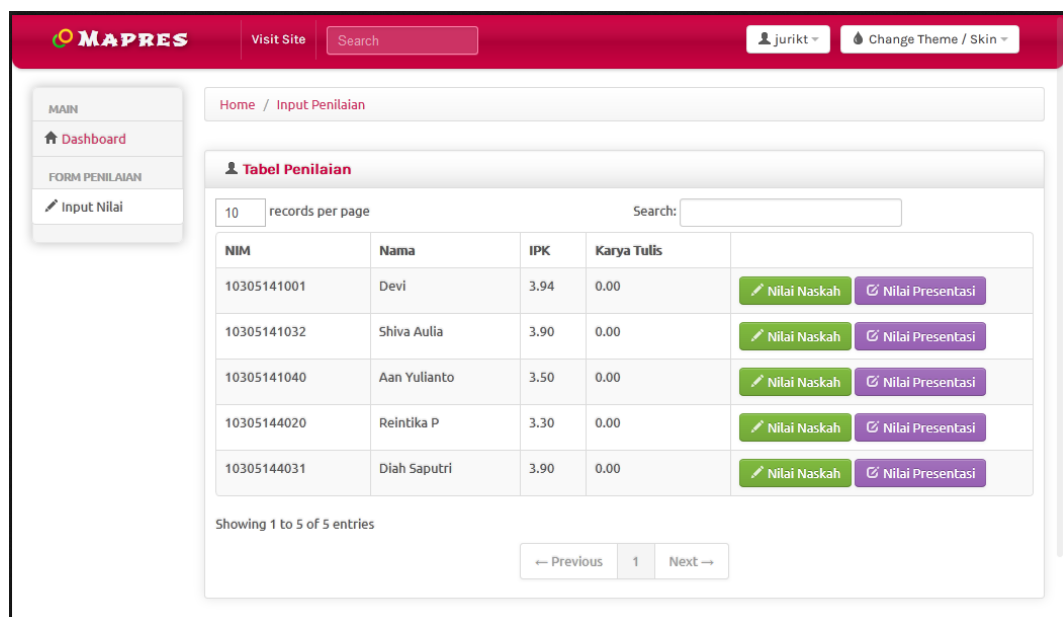 MAPRES Visit Site Search jurikt Change Theme / Skin
MAIN
Dashboard
FORM PENILAIAN
Input Nilai
Home / Input Penilaian
Tabel Penilaian
10 records per page Search:
NIM Nama IPK Karya Tulis
10305141001 Devi 3.94 0.00 Nilai Naskah Nilai Presentasi
10305141032 Shiva Aulia 3.90 0.00 Nilai Naskah Nilai Presentasi
10305141040 Aan Yulianto 3.50 0.00 Nilai Naskah Nilai Presentasi
10305144020 Reintika P 3.30 0.00 Nilai Naskah Nilai Presentasi
10305144031 Diah Saputri 3.90 0.00 Nilai Naskah Nilai Presentasi
Showing 1 to 5 of 5 entries
← Previous 1 Next →